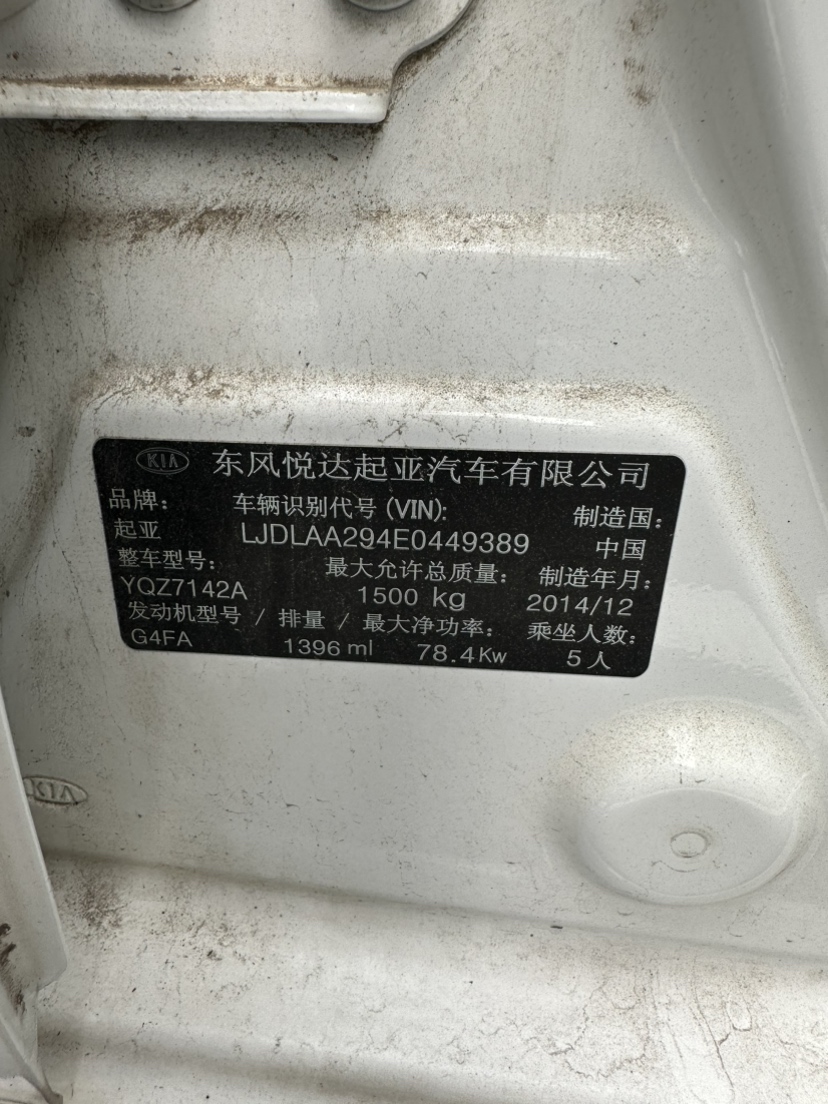 KIA 东风悦达起亚汽车有限公司
品牌： 车辆识别代号 (VIN): 制造国：
起亚 LJDLAA294E0449389 中国
整车型号： 最大允许总质量： 制造年月：
YQZ7142A 1500 kg 2014/12
发动机型号 / 排量 / 最大净功率： 乘坐人数：
G4FA 1396 ml 78.4Kw 5 人
KIA